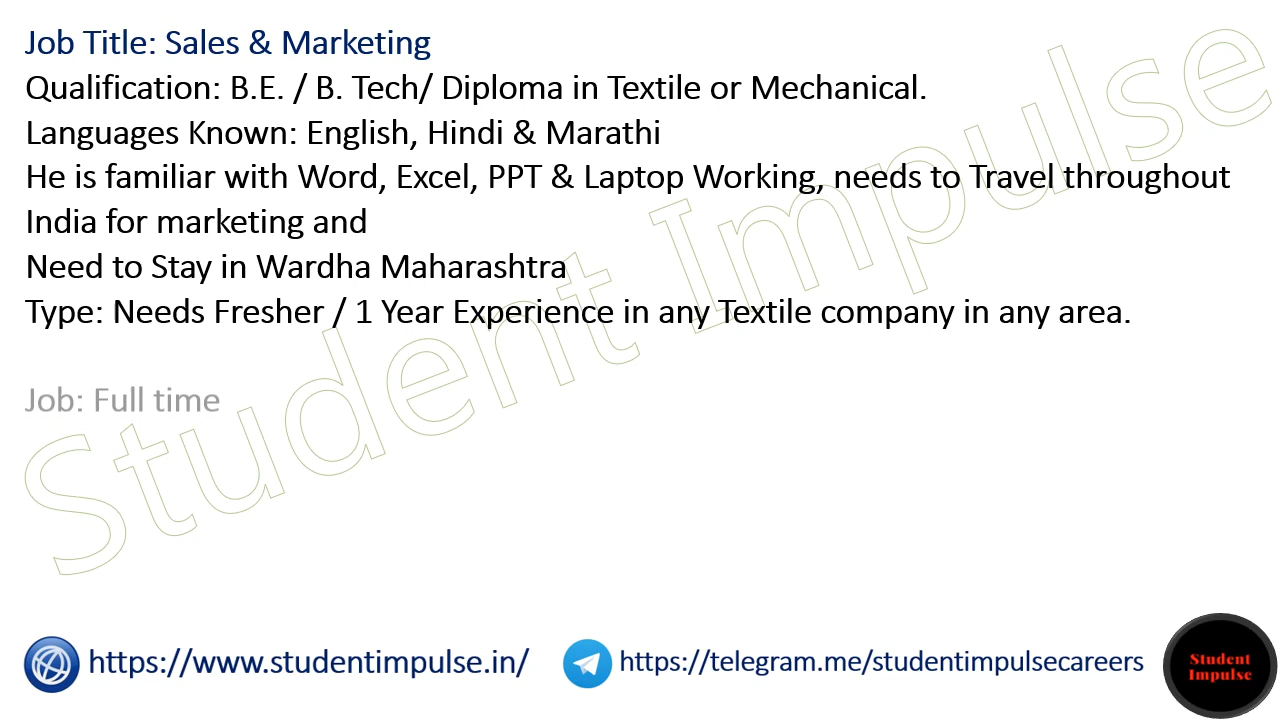 Job Title: Sales & Marketing
Qualification: B.E. / B. Tech/ Diploma in Textile or Mechanical.
Languages Known: English, Hindi & Marathi
He is familiar with Word, Excel, PPT & Laptop Working, needs to Travel throughout
India for marketing and
Need to Stay in Wardha Maharashtra
Type: Needs Fresher / 1 Year Experience in any Textile company in any area.
Job: Full time
Student Impulse
https://www.studentimpulse.in/
https://telegram.me/studentimpulsecareers
Student
Impulse